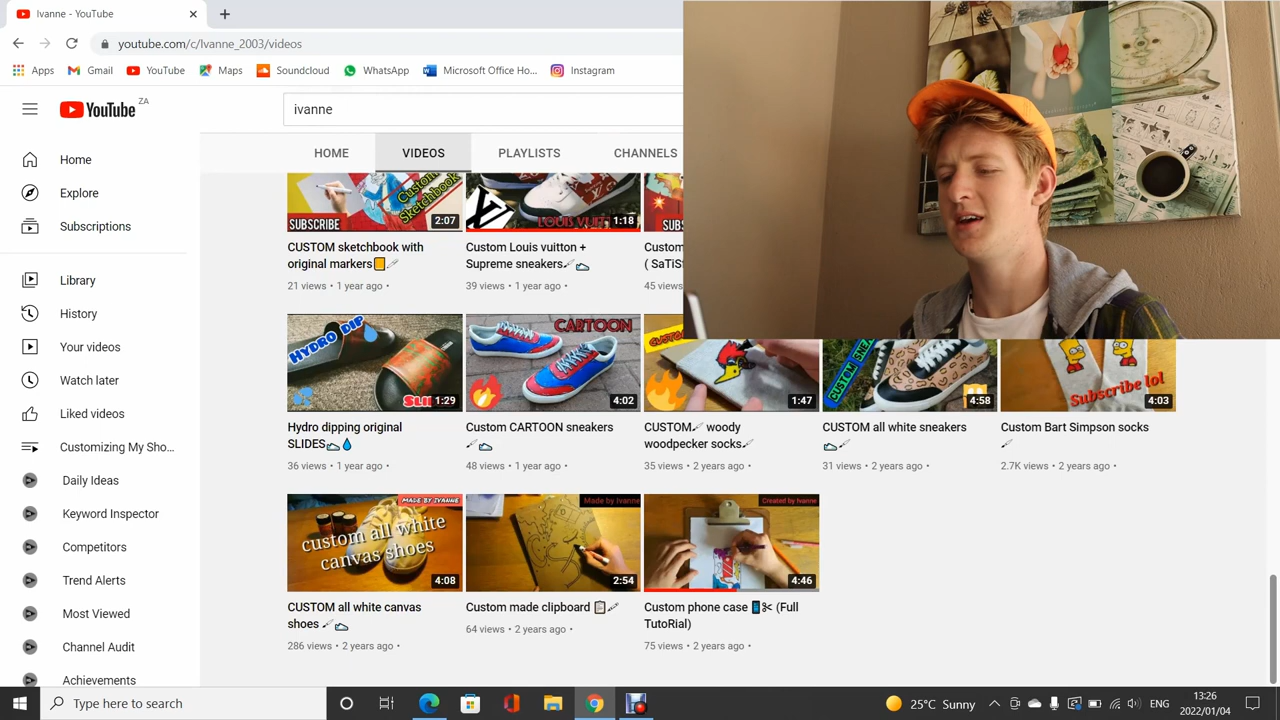 Ivanne - YouTube
youtube.com/c/Ivanne_2003/videos
Apps Gmail YouTube Maps Soundcloud WhatsApp Microsoft Office Ho... Instagram
YouTube ZA
ivanne
HOME VIDEOS PLAYLISTS CHANNELS
Home
Explore
Subscriptions
Library
History
Your videos
Watch later
Liked videos
Customizing My Sho...
Daily Ideas
Keyword Inspector
Competitors
Trend Alerts
Most Viewed
Channel Audit
Achievements
Custom
Sketchbook
SUBSCRIBE
2:07
LOUIS VUIT
1:18
SUBS
CUSTOM sketchbook with
original markers
21 views • 1 year ago •
Custom Louis vuitton +
Supreme sneakers
39 views • 1 year ago •
Custom
( SaTiSf
45 views
HYDRO DIP
SLI
1:29
CARTOON
4:02
CUSTO
1:47
CUSTOM SNEA
4:58
Subscribe lol
4:03
Hydro dipping original
SLIDES
36 views • 1 year ago •
Custom CARTOON sneakers
48 views • 1 year ago •
CUSTOM woody
woodpecker socks
35 views • 2 years ago •
CUSTOM all white sneakers
31 views • 2 years ago •
Custom Bart Simpson socks
2.7K views • 2 years ago •
MADE BY IVANNE
custom all white
canvas shoes
4:08
Made by Ivanne
2:54
Created by Ivanne
4:46
CUSTOM all white canvas
shoes
286 views • 2 years ago •
Custom made clipboard
64 views • 2 years ago •
Custom phone case (Full
TutoRial)
75 views • 2 years ago •
Type here to search
25°C Sunny
ENG
13:26
2022/01/04